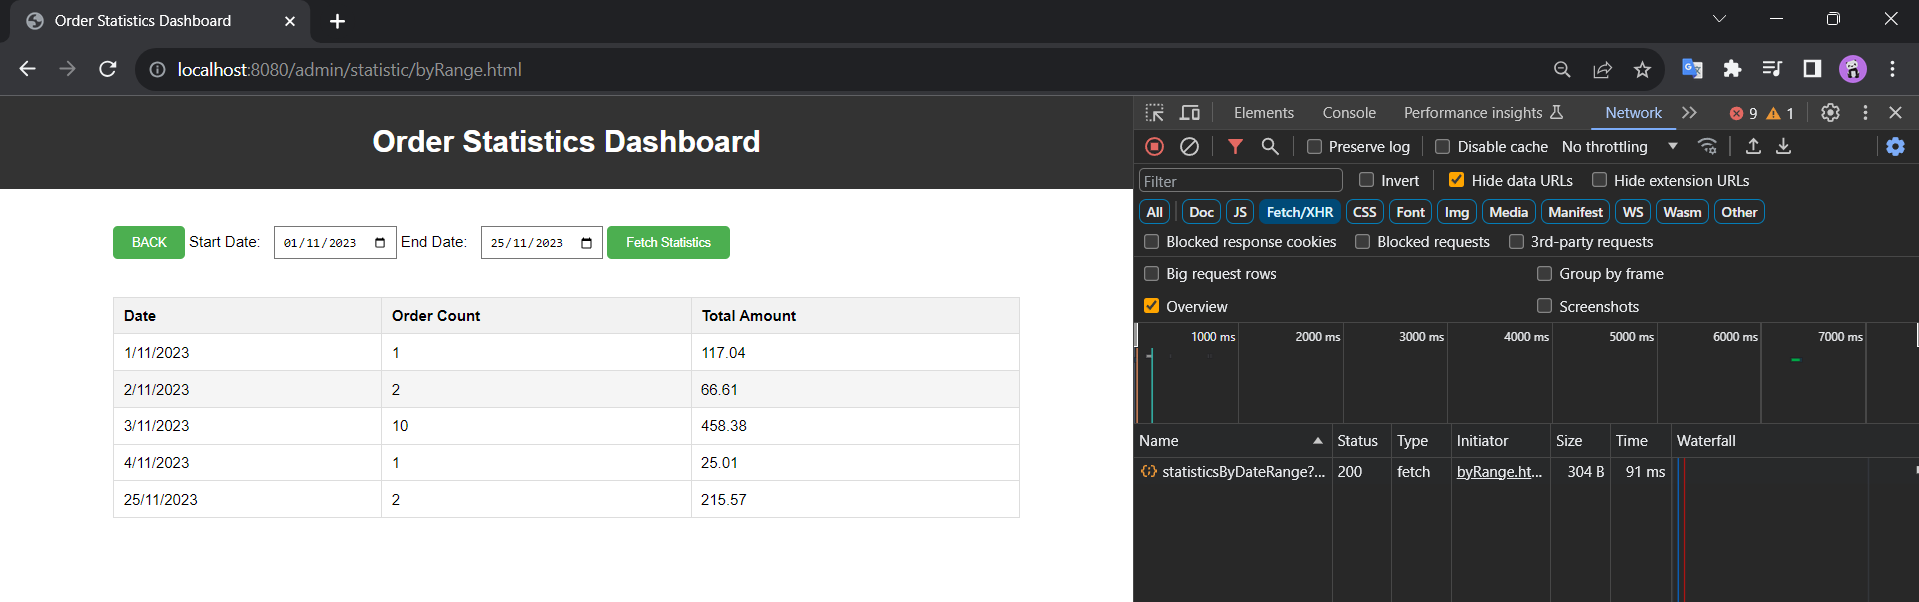 Order Statistics Dashboard
localhost:8080/admin/statistic/byRange.html
Order Statistics Dashboard
BACK Start Date: 01/11/2023 End Date: 25/11/2023 Fetch Statistics
Date Order Count Total Amount
1/11/2023 1 117.04
2/11/2023 2 66.61
3/11/2023 10 458.38
4/11/2023 1 25.01
25/11/2023 2 215.57
Elements Console Performance insights Network 9 1
Preserve log Disable cache No throttling
Filter Invert Hide data URLs Hide extension URLs
All Doc JS Fetch/XHR CSS Font Img Media Manifest WS Wasm Other
Blocked response cookies Blocked requests 3rd-party requests
Big request rows Group by frame
Overview Screenshots
1000 ms 2000 ms 3000 ms 4000 ms 5000 ms 6000 ms 7000 ms
Name Status Type Initiator Size Time Waterfall
statisticsByDateRange?... 200 fetch byRange.ht... 304 B 91 ms